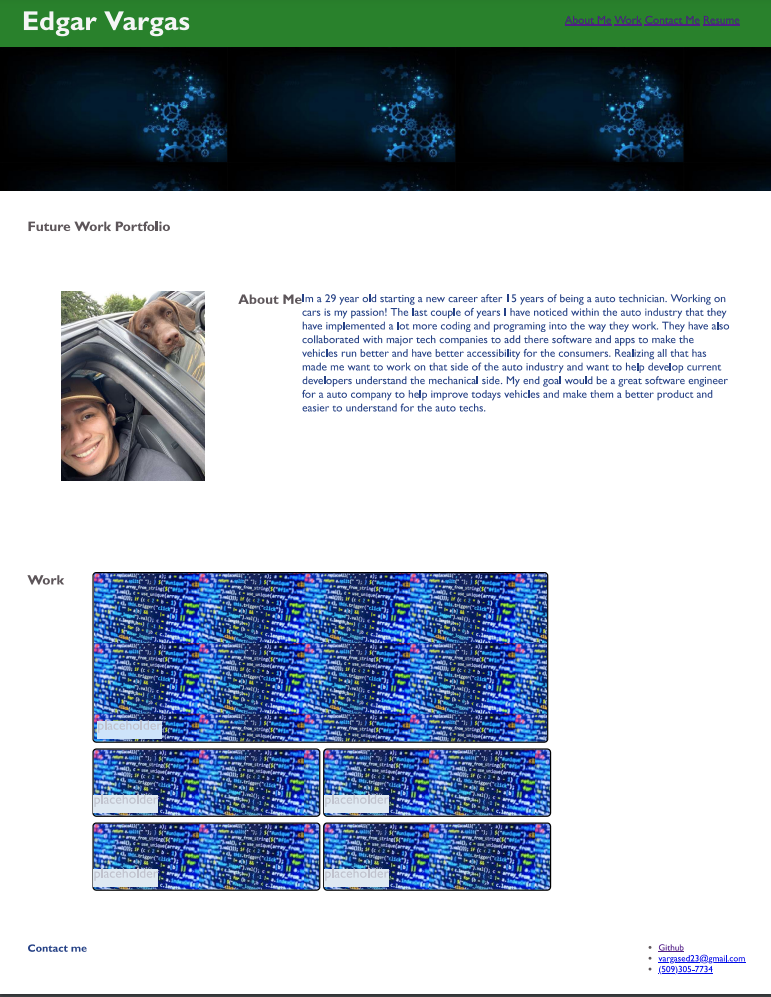 Edgar Vargas
About Me Work Contact Me Resume
Future Work Portfolio
About Me
Im a 29 year old starting a new career after 15 years of being a auto technician. Working on
cars is my passion! The last couple of years I have noticed within the auto industry that they
have implemented a lot more coding and programing into the way they work. They have also
collaborated with major tech companies to add there software and apps to make the
vehicles run better and have better accessibility for the consumers. Realizing all that has
made me want to work on that side of the auto industry and want to help develop current
developers understand the mechanical side. My end goal would be a great software engineer
for a auto company to help improve todays vehicles and make them a better product and
easier to understand for the auto techs.
Work
placeholder
placeholder
placeholder
placeholder
placeholder
Contact me
Github
vargased23@gmail.com
(509)305-7734